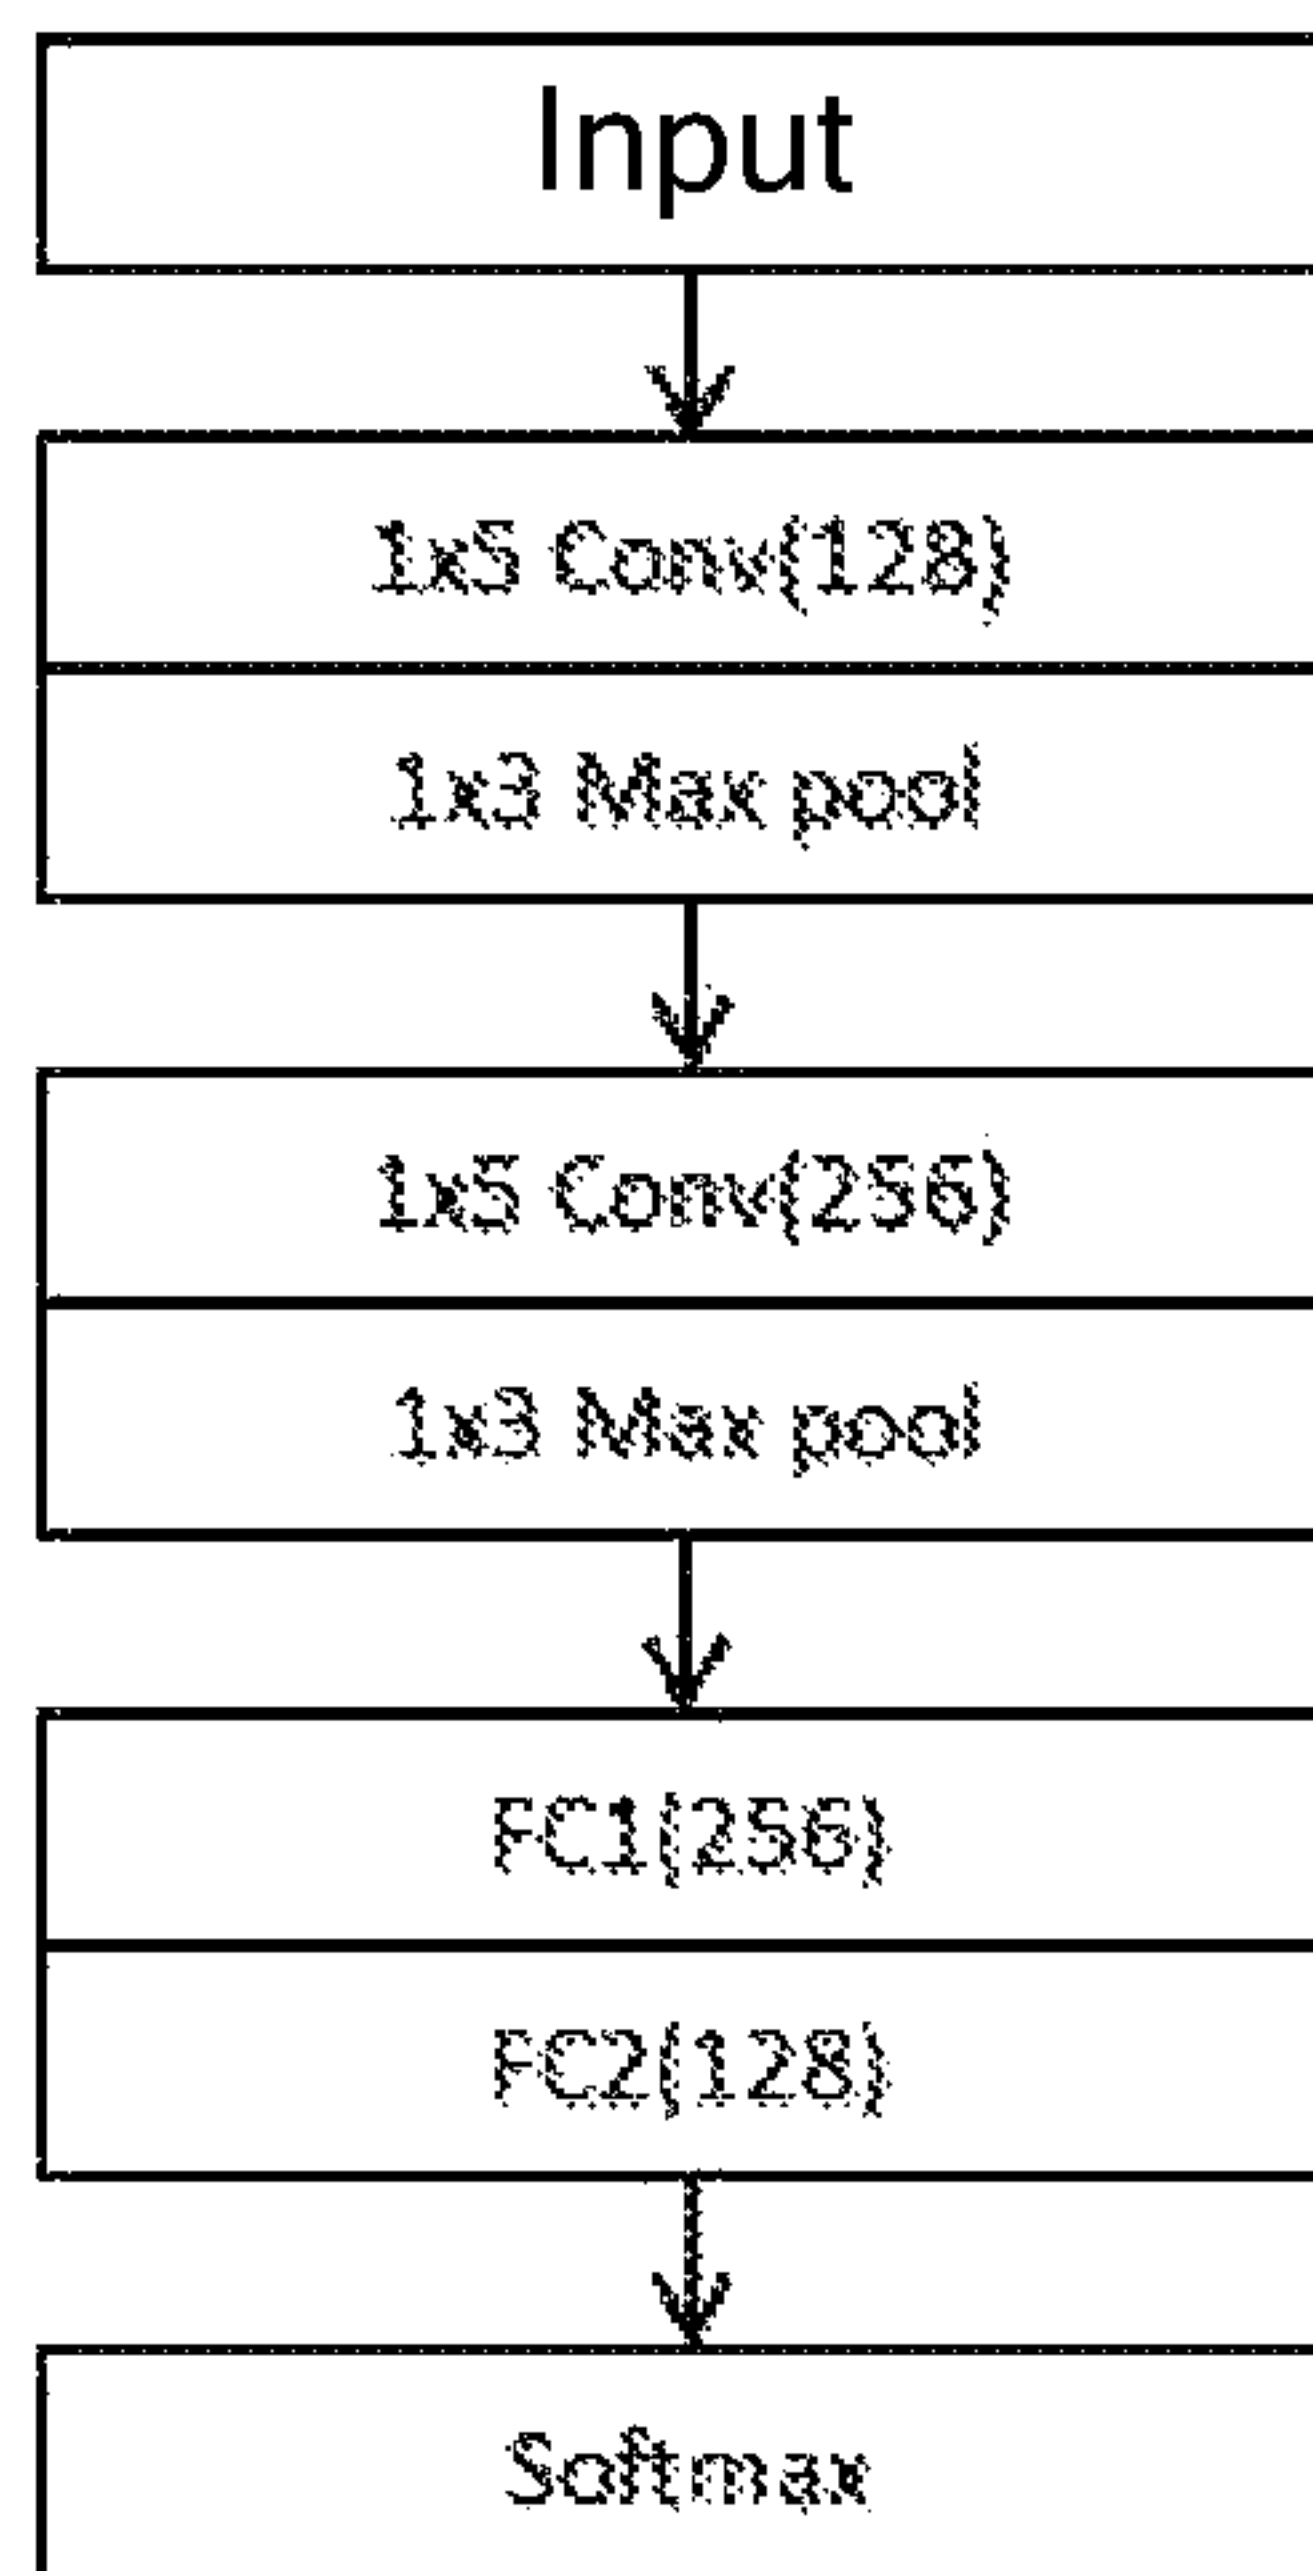 Input
1x5 Conv(128)
1x3 Max pool
1x5 Conv(256)
1x3 Max pool
FC1(256)
FC2(128)
Softmax